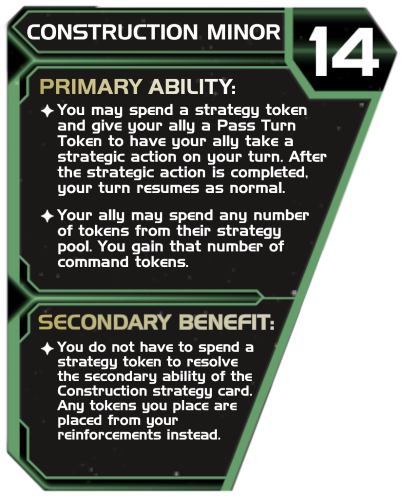 CONSTRUCTION MINOR
14
PRIMARY ABILITY:
You may spend a strategy token
and give your ally a Pass Turn
Token to have your ally take a
strategic action on your turn. After
the strategic action is completed,
your turn resumes as normal.
Your ally may spend any number
of tokens from their strategy
pool. You gain that number of
command tokens.
SECONDARY BENEFIT:
You do not have to spend a
strategy token to resolve
the secondary ability of the
Construction strategy card.
Any tokens you place are
placed from your
reinforcements instead.